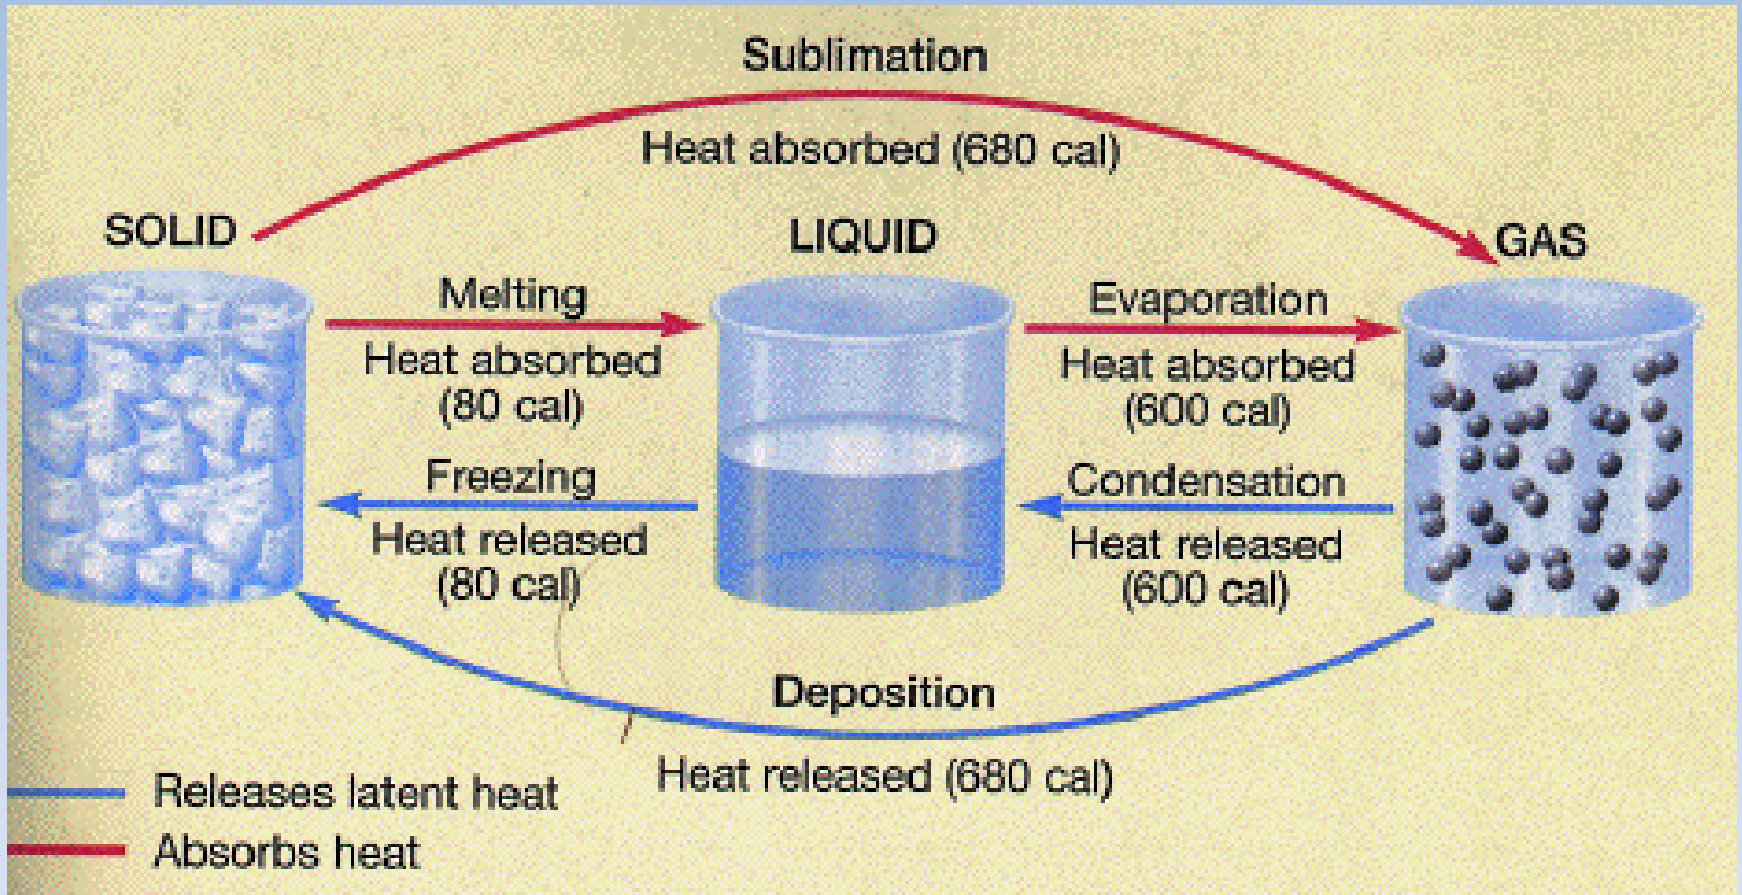 Sublimation
Heat absorbed (680 cal)
SOLID
LIQUID
GAS
Melting
Heat absorbed
(80 cal)
Evaporation
Heat absorbed
(600 cal)
Freezing
Heat released
(80 cal)
Condensation
Heat released
(600 cal)
Deposition
Heat released (680 cal)
Releases latent heat
Absorbs heat